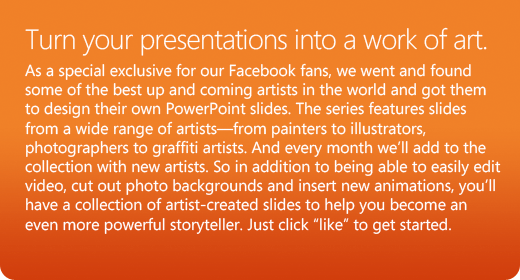 Turn your presentations into a work of art.
As a special exclusive for our Facebook fans, we went and found
some of the best up and coming artists in the world and got them
to design their own PowerPoint slides. The series features slides
from a wide range of artists—from painters to illustrators,
photographers to graffiti artists. And every month we’ll add to the
collection with new artists. So in addition to being able to easily edit
video, cut out photo backgrounds and insert new animations, you’ll
have a collection of artist-created slides to help you become an
even more powerful storyteller. Just click “like” to get started.